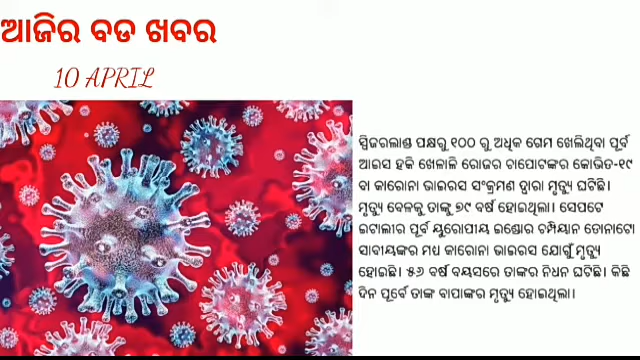 ଆଜିର ବଡ ଖବର
10 APRIL
ସ୍ଵିଜରଲାଣ୍ଡ ପକ୍ଷରୁ ୧୦୦ ରୁ ଅଧିକ ଗେମ ଖେଳିଥିବା ପୂର୍ବ
ଆଇସ ହକି ଖେଳାଳି ରୋଜର ଚାପୋଟଙ୍କର କୋଭିଡ-୧୯
ବା କାରୋନା ଭାଇରସ ସଂକ୍ରମଣ ଦ୍ୱାରା ମୃତ୍ୟୁ ଘଟିଛି।
ମୃତ୍ୟୁ ବେଳକୁ ତାଙ୍କୁ ୭୯ ବର୍ଷ ହୋଇଥିଲା। ସେପଟେ
ଇଟାଲୀର ପୂର୍ବ ୟୁରୋପୀୟ ଇଣ୍ଡୋର ଚମ୍ପିୟାନ ଡୋନାଟୋ
ସାବୀୟଙ୍କର ମଧ୍ୟ କାରୋନା ଭାଇରସ ଯୋଗୁଁ ମୃତ୍ୟୁ
ହୋଇଛି। ୫୬ ବର୍ଷ ବୟସରେ ତାଙ୍କର ନିଧନ ଘଟିଛି। କିଛି
ଦିନ ପୂର୍ବେ ତାଙ୍କ ବାପାଙ୍କର ମୃତ୍ୟୁ ହୋଇଥିଲା।